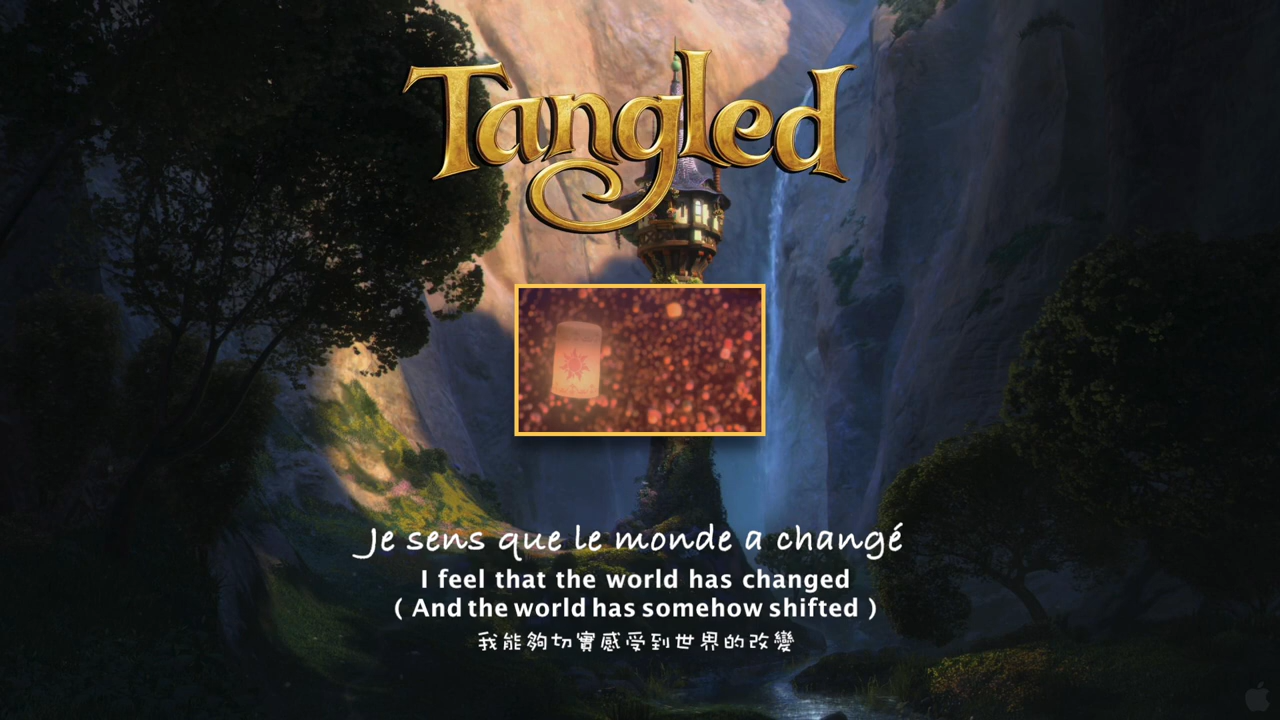 Tangled
Je sens que le monde a changé
I feel that the world has changed
( And the world has somehow shifted )
我能夠切實感受到世界的改變